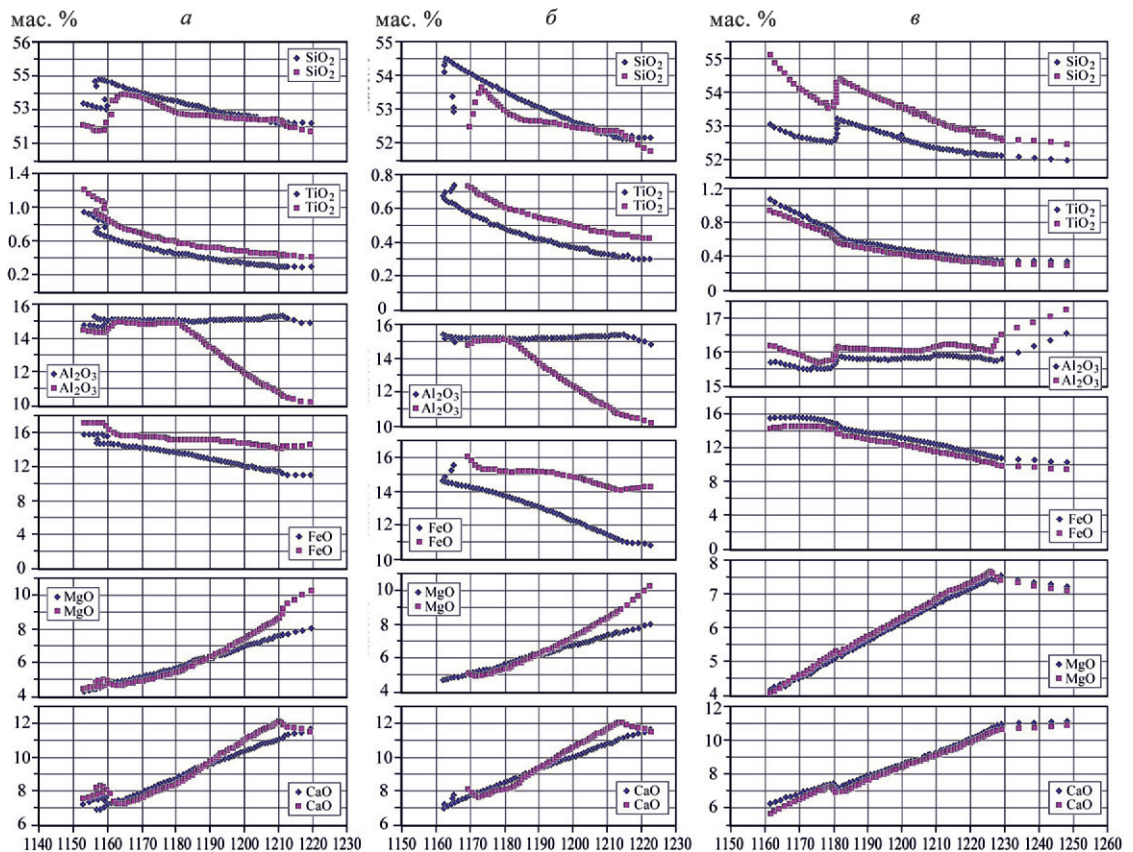 мас. %
а
56
55
53
51
SiO₂
SiO₂
1.4
1.0
0.6
0.2
TiO₂
TiO₂
16
14
12
10
Al₂O₃
Al₂O₃
16
12
8
4
0
FeO
FeO
10
8
6
4
MgO
MgO
12
10
8
6
CaO
CaO
1140 1150 1160 1170 1180 1190 1200 1210 1220 1230
мас. %
б
55
54
53
52
SiO₂
SiO₂
0.8
0.6
0.4
0.2
0
TiO₂
TiO₂
16
14
12
10
Al₂O₃
Al₂O₃
16
14
12
10
FeO
FeO
10
8
6
4
MgO
MgO
12
10
8
6
CaO
CaO
1150 1160 1170 1180 1190 1200 1210 1220 1230
мас. %
в
55
54
53
52
SiO₂
SiO₂
1.2
0.8
0.4
0
TiO₂
TiO₂
17
16
15
Al₂O₃
Al₂O₃
16
12
8
4
0
FeO
FeO
8
7
6
5
4
MgO
MgO
12
10
8
6
CaO
CaO
1150 1160 1170 1180 1190 1200 1210 1220 1230 1240 1250 1260